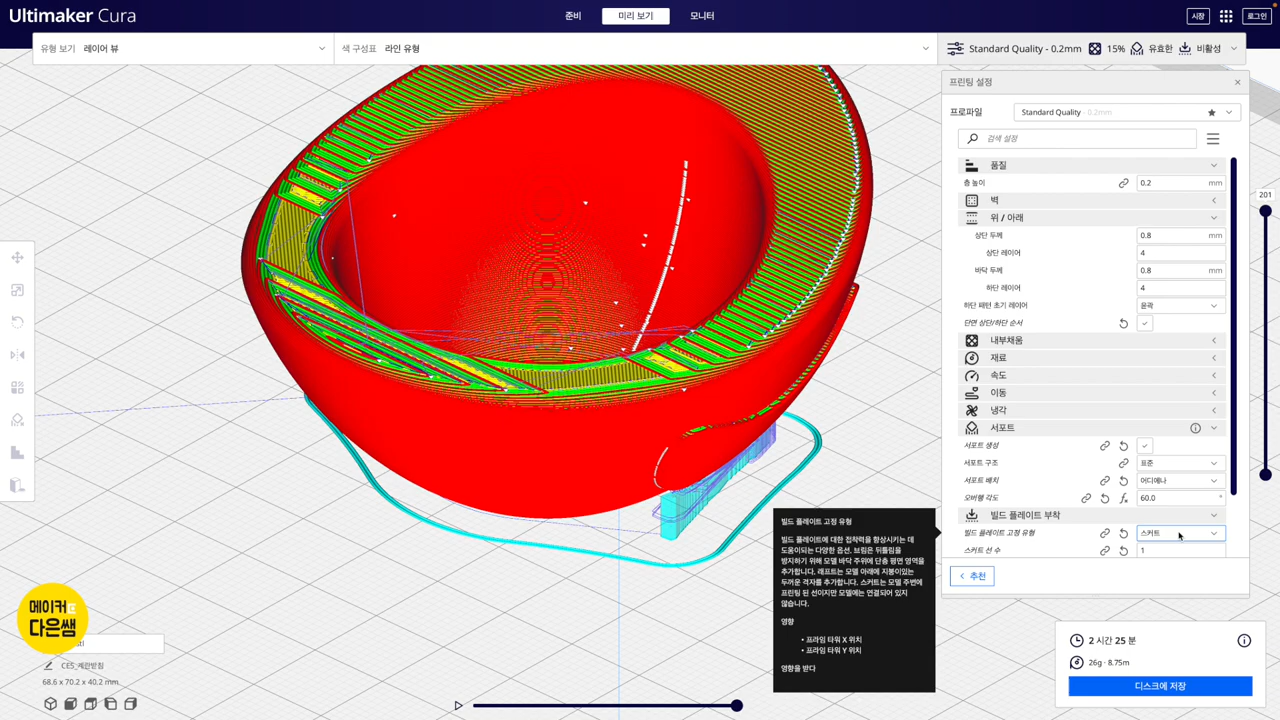 Ultimaker Cura
준비
미리 보기
모니터
시장
로그인
유형 보기 레이어 뷰
색 구성표 라인 유형
Standard Quality - 0.2mm 15% 유효한 비활성
프린팅 설정
프로파일 Standard Quality - 0.2mm
검색 설정
품질
층 높이 0.2 mm
벽
위 / 아래
상단 두께 0.8 mm
상단 레이어 4
바닥 두께 0.8 mm
하단 레이어 4
하단 패턴 초기 레이어 윤곽
단면 상단/하단 순서
내부채움
재료
속도
이동
냉각
서포트
서포트 생성
서포트 구조 표준
서포트 배치 어디에나
오버행 각도 60.0 °
빌드 플레이트 부착
빌드 플레이트 고정 유형 스커트
스커트 선 수 1
추천
201
빌드 플레이트 고정 유형
빌드 플레이트에 대한 접착력을 향상시키는 데
도움이되는 다양한 옵션. 브림은 뒤틀림을
방지하기 위해 모델 바닥 주위에 단층 평면 영역을
추가합니다. 래프트는 모델 아래에 지붕이있는
두꺼운 격자를 추가합니다. 스커트는 모델 주변에
프린팅 된 선이지만 모델에는 연결되어 있지
않습니다.
영향
• 프라임 타워 X 위치
• 프라임 타워 Y 위치
영향을 받다
메이커
다은쌤
CE5_계란받침
68.6 x 70.2 x 40.2 mm
2 시간 25 분
26g · 8.75m
디스크에 저장